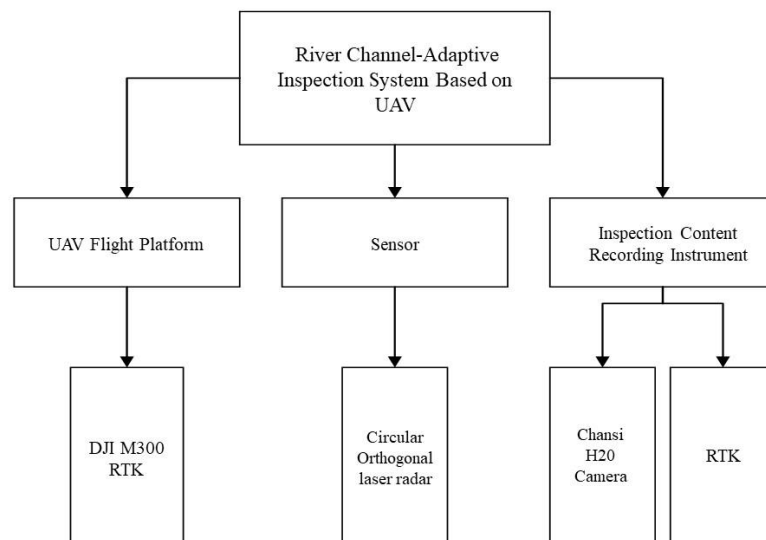 River Channel-Adaptive
Inspection System Based on
UAV
UAV Flight Platform
Sensor
Inspection Content
Recording Instrument
DJI M300
RTK
Circular
Orthogonal
laser radar
Chansi
H20
Camera
RTK